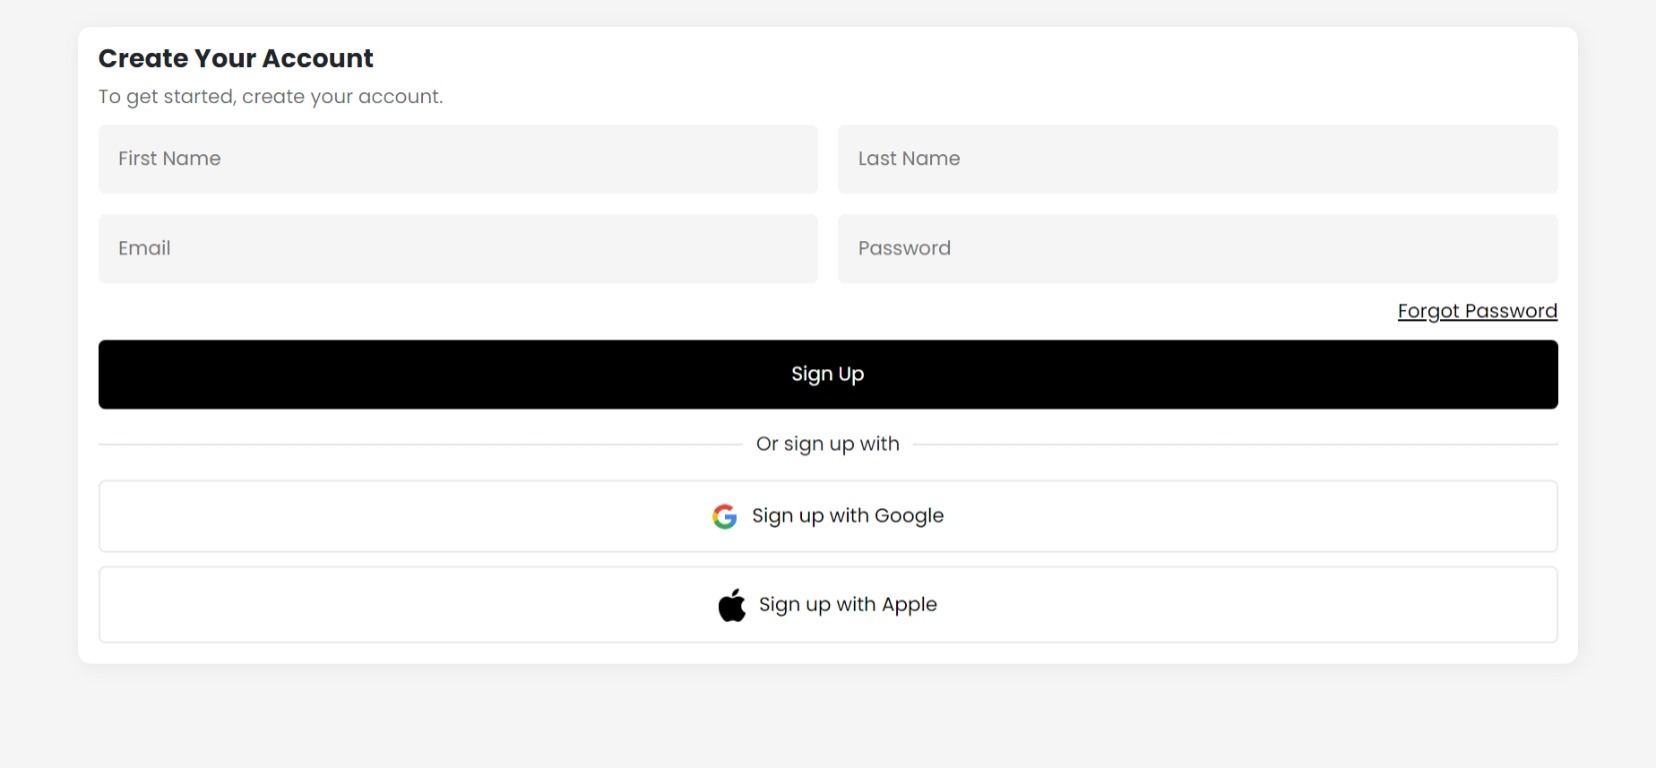 Create Your Account
To get started, create your account.
First Name
Last Name
Email
Password
Forgot Password
Sign Up
Or sign up with
Sign up with Google
Sign up with Apple